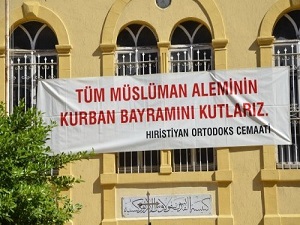 TÜM MÜSLÜMAN ALEMİNİN
KURBAN BAYRAMINI KUTLARIZ.
HIRİSTİYAN ORTODOKS CEMAATİ